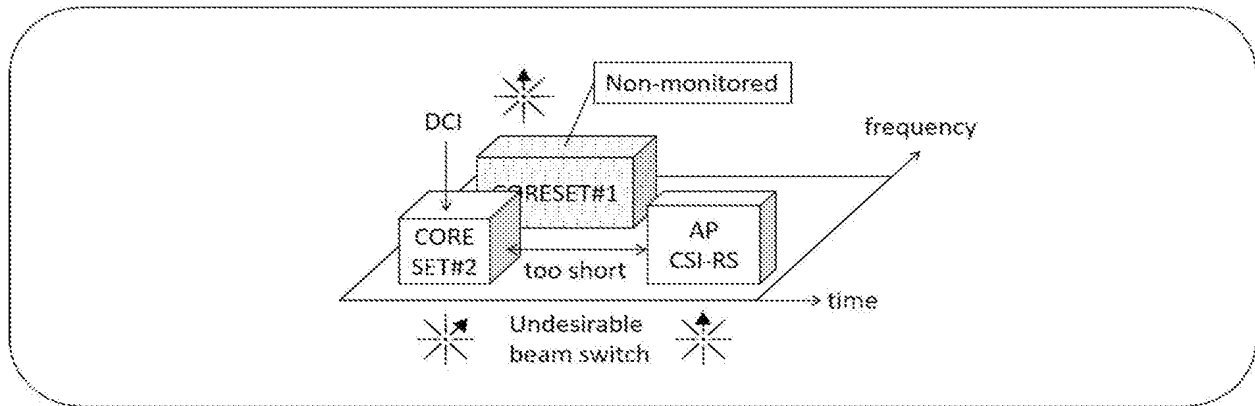 Non-monitored
DCI
frequency
CORESET#1
CORE
SET#2
AP
CSI-RS
too short
time
Undesirable
beam switch